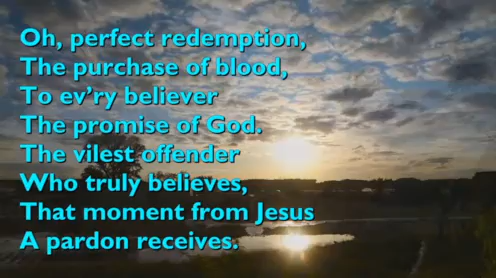 Oh, perfect redemption,
The purchase of blood,
To ev'ry believer
The promise of God.
The vilest offender
Who truly believes,
That moment from Jesus
A pardon receives.